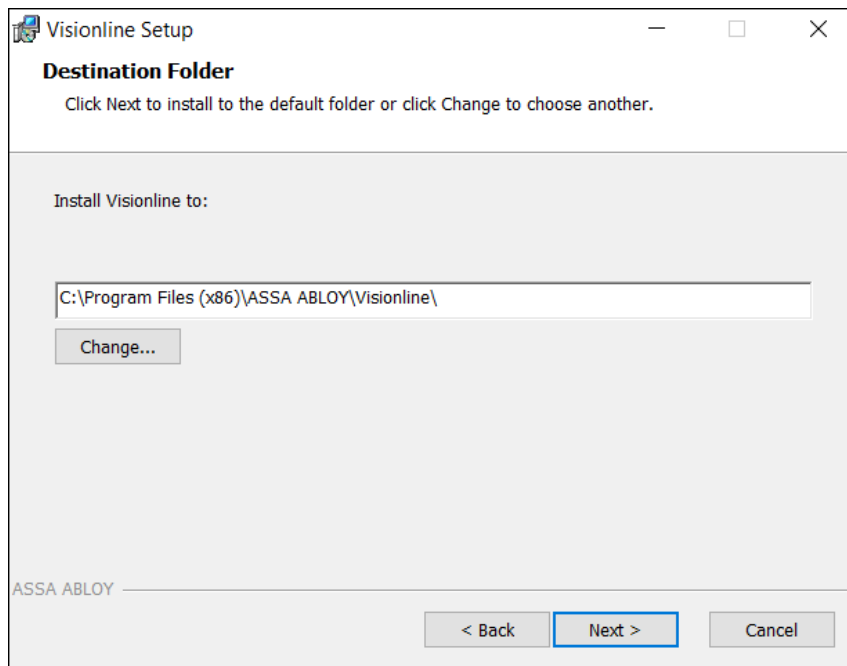 Visionline Setup
Destination Folder
Click Next to install to the default folder or click Change to choose another.
Install Visionline to:
C:\Program Files (x86)\ASSA ABLOY\Visionline\
Change...
ASSA ABLOY
< Back
Next >
Cancel